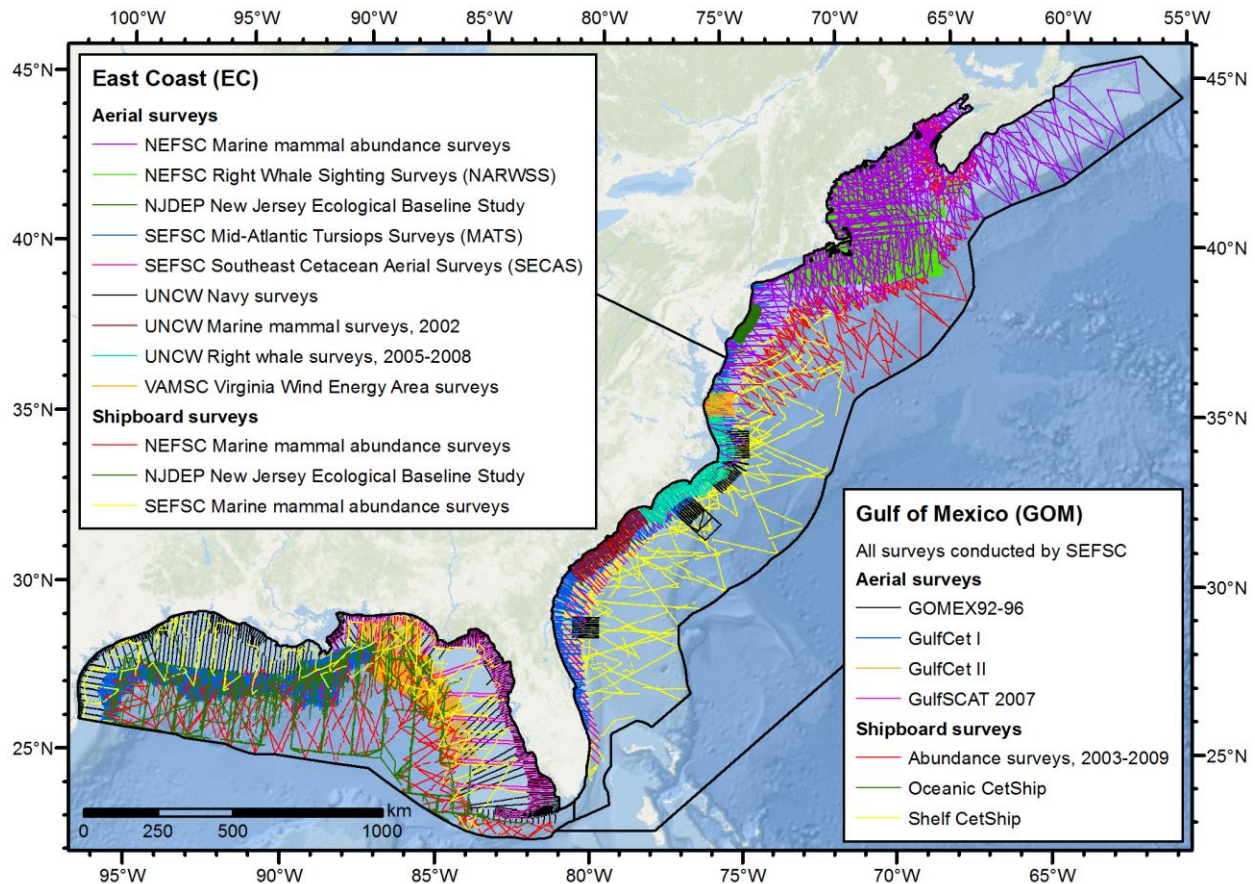 100°W 95°W 90°W 85°W 80°W 75°W 70°W 65°W 60°W 55°W
45°N
40°N
35°N
30°N
25°N
East Coast (EC)
Aerial surveys
NEFSC Marine mammal abundance surveys
NEFSC Right Whale Sighting Surveys (NARWSS)
NJDEP New Jersey Ecological Baseline Study
SEFSC Mid-Atlantic Tursiops Surveys (MATS)
SEFSC Southeast Cetacean Aerial Surveys (SECAS)
UNCW Navy surveys
UNCW Marine mammal surveys, 2002
UNCW Right whale surveys, 2005-2008
VAMSC Virginia Wind Energy Area surveys
Shipboard surveys
NEFSC Marine mammal abundance surveys
NJDEP New Jersey Ecological Baseline Study
SEFSC Marine mammal abundance surveys
45°N
40°N
35°N
30°N
25°N
Gulf of Mexico (GOM)
All surveys conducted by SEFSC
Aerial surveys
GOMEX92-96
GulfCet I
GulfCet II
GulfSCAT 2007
Shipboard surveys
Abundance surveys, 2003-2009
Oceanic CetShip
Shelf CetShip
km
0 250 500 1000
95°W 90°W 85°W 80°W 75°W 70°W 65°W 60°W